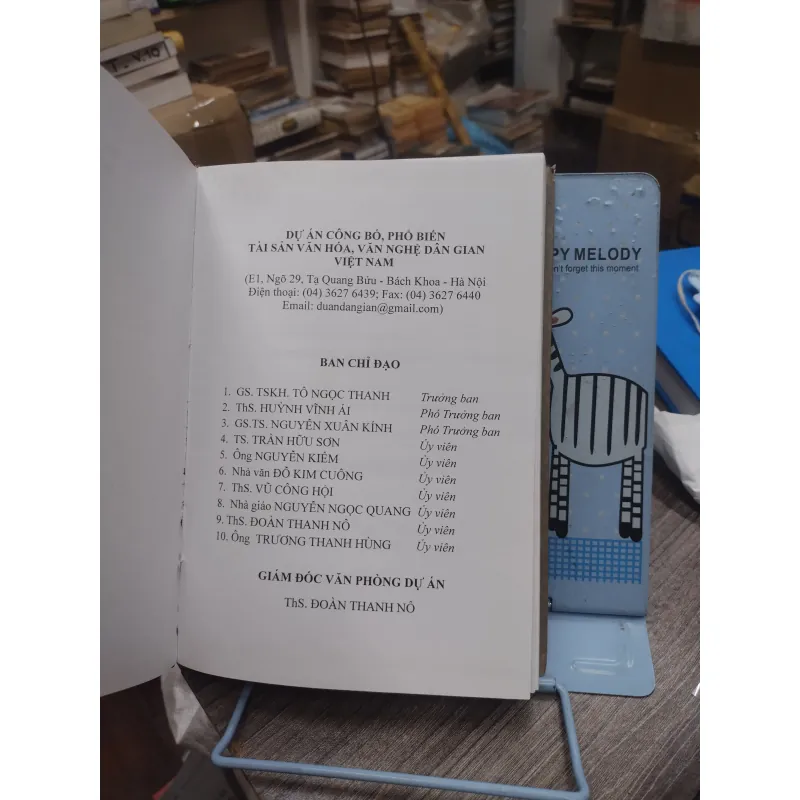 DỰ ÁN CÔNG BỐ, PHỔ BIẾN
TÀI SẢN VĂN HÓA, VĂN NGHỆ DÂN GIAN
VIỆT NAM
(E1, Ngõ 29, Tạ Quang Bửu - Bách Khoa - Hà Nội
Điện thoại: (04) 3627 6439; Fax: (04) 3627 6440
Email: duandangian@gmail.com)
BAN CHỈ ĐẠO
1. GS. TSKH. TÔ NGỌC THANH Trưởng ban
2. ThS. HUỲNH VĨNH ÁI Phó Trưởng ban
3. GS.TS. NGUYỄN XUÂN KÍNH Phó Trưởng ban
4. TS. TRẦN HỮU SƠN Ủy viên
5. Ông NGUYỄN KIỂM Ủy viên
6. Nhà văn ĐỖ KIM CUÔNG Ủy viên
7. ThS. VŨ CÔNG HỘI Ủy viên
8. Nhà giáo NGUYỄN NGỌC QUANG Ủy viên
9. ThS. ĐOÀN THANH NÔ Ủy viên
10. Ông TRƯƠNG THANH HÙNG Ủy viên
GIÁM ĐỐC VĂN PHÒNG DỰ ÁN
ThS. ĐOÀN THANH NÔ
PY MELODY
n't forget this moment
T.V.10